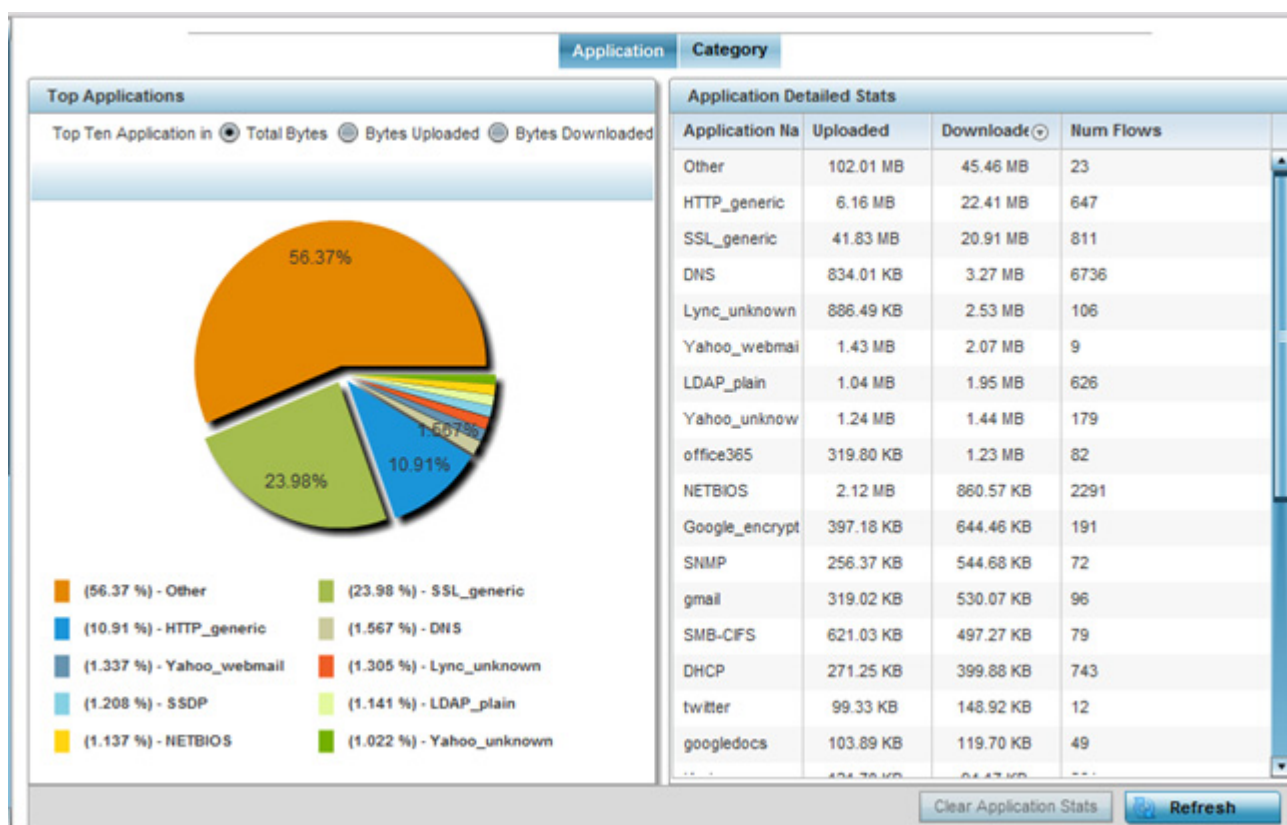 Application Category
Top Applications
Top Ten Application in Total Bytes Bytes Uploaded Bytes Downloaded
56.37%
1.567%
10.91%
23.98%
(56.37 %) - Other (23.98 %) - SSL_generic
(10.91 %) - HTTP_generic (1.567 %) - DNS
(1.337 %) - Yahoo_webmail (1.305 %) - Lync_unknown
(1.208 %) - SSDP (1.141 %) - LDAP_plain
(1.137 %) - NETBIOS (1.022 %) - Yahoo_unknown
Application Detailed Stats
Application Na Uploaded Downloade Num Flows
Other 102.01 MB 45.46 MB 23
HTTP_generic 6.16 MB 22.41 MB 647
SSL_generic 41.83 MB 20.91 MB 811
DNS 834.01 KB 3.27 MB 6736
Lync_unknown 886.49 KB 2.53 MB 106
Yahoo_webmai 1.43 MB 2.07 MB 9
LDAP_plain 1.04 MB 1.95 MB 626
Yahoo_unknow 1.24 MB 1.44 MB 179
office365 319.80 KB 1.23 MB 82
NETBIOS 2.12 MB 860.57 KB 2291
Google_encrypt 397.18 KB 644.46 KB 191
SNMP 256.37 KB 544.68 KB 72
gmail 319.02 KB 530.07 KB 96
SMB-CIFS 621.03 KB 497.27 KB 79
DHCP 271.25 KB 399.88 KB 743
twitter 99.33 KB 148.92 KB 12
googledocs 103.89 KB 119.70 KB 49
Clear Application Stats Refresh